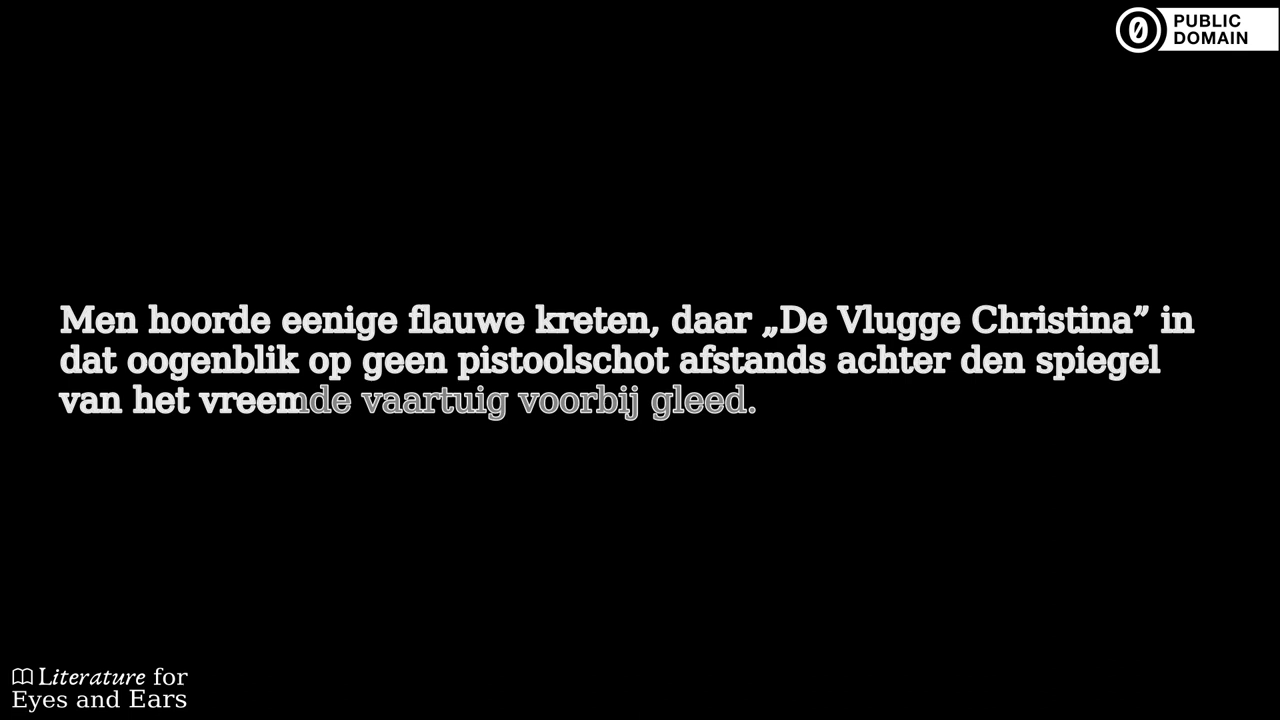 PUBLIC
DOMAIN
Men hoorde eenige flauwe kreten, daar „De Vlugge Christina” in
dat oogenblik op geen pistoolschot afstands achter den spiegel
van het vreemde vaartuig voorbij gleed.
Literature for
Eyes and Ears